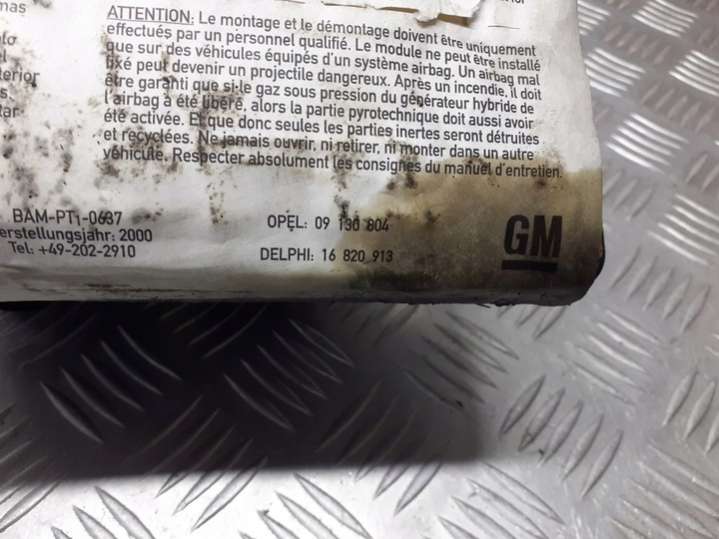 mas
ATTENTION: Le montage et le démontage doivent être uniquement
effectués par un personnel qualifié. Le module ne peut être installé
que sur des véhicules équipés d'un système airbag. Un airbag mal
fixé peut devenir un projectile dangereux. Après un incendie, il doit
être garanti que si le gaz sous pression du générateur hybride de
l'airbag a été libéré, alors la partie pyrotechnique doit aussi avoir
été activée. Et que donc seules les parties inertes seront détruites
et recyclées. Ne jamais ouvrir, ni retirer, ni monter dans un autre
véhicule. Respecter absolument les consignes du manuel d'entretien.
terior
tar
BAM-PT1-0637
erstellungsjahr: 2000
Tel: +49-202-2910
OPEL: 09 130 804
DELPHI: 16 820 913
GM